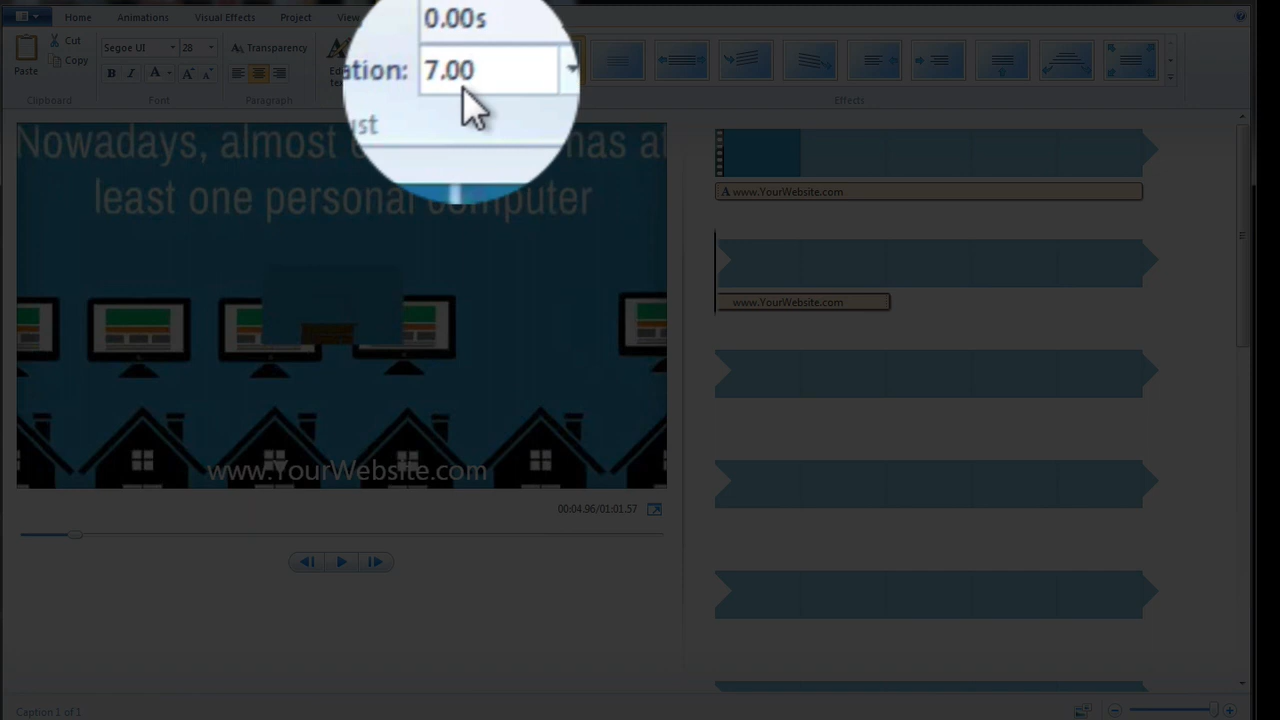 Home Animations Visual Effects Project View
0.00s
ation: 7.00
ust
Paste
Cut
Copy
Clipboard
Segoe UI 28
B I A A A
Font
Transparency
Paragraph
Effects
Nowadays, almost has at
least one personal computer
www.YourWebsite.com
00:04.96/01:01.57
A www.YourWebsite.com
www.YourWebsite.com
Caption 1 of 1